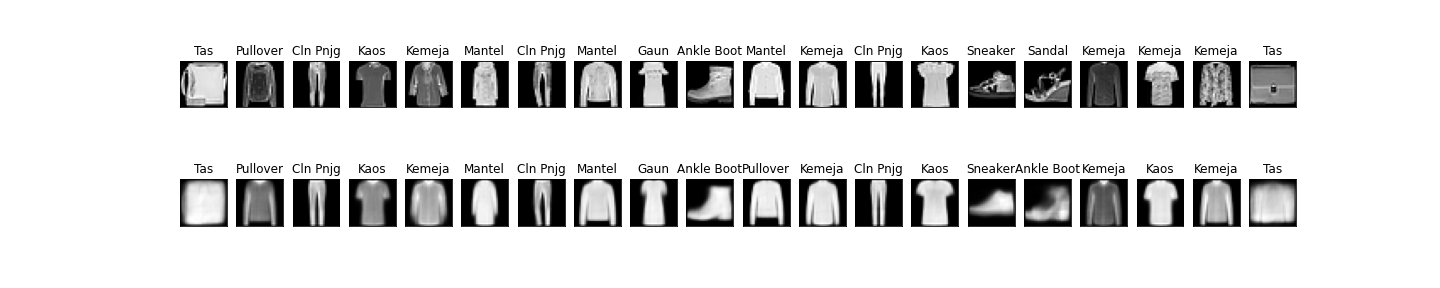 Tas Pullover Cln Pnjg Kaos Kemeja Mantel Cln Pnjg Mantel Gaun Ankle Boot Mantel Kemeja Cln Pnjg Kaos Sneaker Sandal Kemeja Kemeja Kemeja Tas
Tas Pullover Cln Pnjg Kaos Kemeja Mantel Cln Pnjg Mantel Gaun Ankle Boot Pullover Kemeja Cln Pnjg Kaos Sneaker Ankle Boot Kemeja Kaos Kemeja Tas